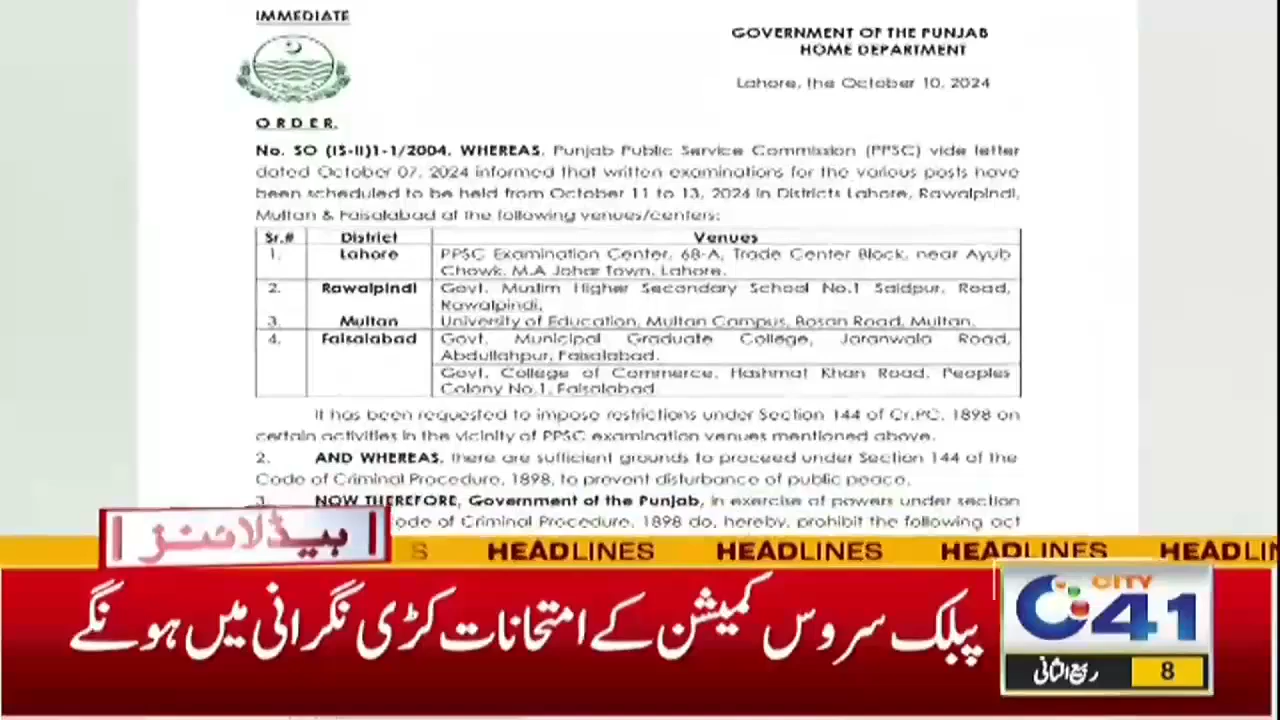 IMMEDIATE
GOVERNMENT OF THE PUNJAB
HOME DEPARTMENT
Lahore, the October 10, 2024
ORDER.
No. SO (IS-II)1-1/2004. WHEREAS, Punjab Public Service Commission (PPSC) vide letter
dated October 07, 2024 informed that written examinations for the various posts have
been scheduled to be held from October 11 to 13, 2024 in Districts Lahore, Rawalpindi,
Multan & Faisalabad at the following venues/centers:
Sr.# District Venues
1. Lahore PPSC Examination Center, 68-A, Trade Center Block, near Ayub
Chowk, M.A Johar Town, Lahore.
2. Rawalpindi Govt. Muslim Higher Secondary School No.1 Saidpur, Road,
Rawalpindi.
3. Multan University of Education, Multan Campus, Bosan Road, Multan.
4. Faisalabad Govt. Municipal Graduate College, Jaranwala Road,
Abdullahpur, Faisalabad.
Govt. College of Commerce, Hashmat Khan Road, Peoples
Colony No.1, Faisalabad
It has been requested to impose restrictions under Section 144 of Cr.PC, 1898 on
certain activities in the vicinity of PPSC examination venues mentioned above.
2. AND WHEREAS, there are sufficient grounds to proceed under Section 144 of the
Code of Criminal Procedure, 1898, to prevent disturbance of public peace.
3. NOW THEREFORE, Government of the Punjab, in exercise of powers under section
Code of Criminal Procedure, 1898 do, hereby, prohibit the following act
ہیڈلائنز
S HEADLINES HEADLINES HEADLINES HEADLIN
پبلک سروس کمیشن کے امتحانات کڑی نگرانی میں ہونگے
CITY
41
ربیع الثانی 8